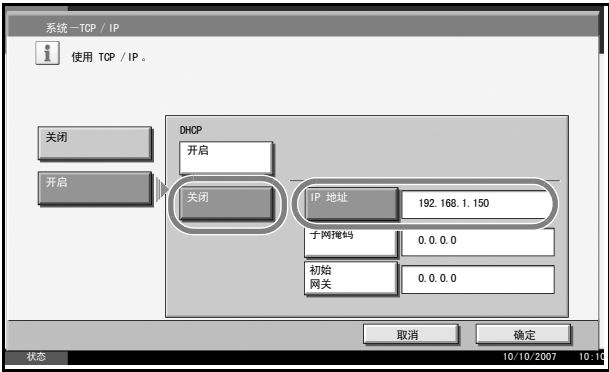 系统－TCP / IP
使用 TCP / IP 。
关闭
开启
DHCP
开启
关闭
IP 地址
192. 168. 1. 150
子网掩码
0. 0. 0. 0
初始
网关
0. 0. 0. 0
取消
确定
状态
10/10/2007 10:10